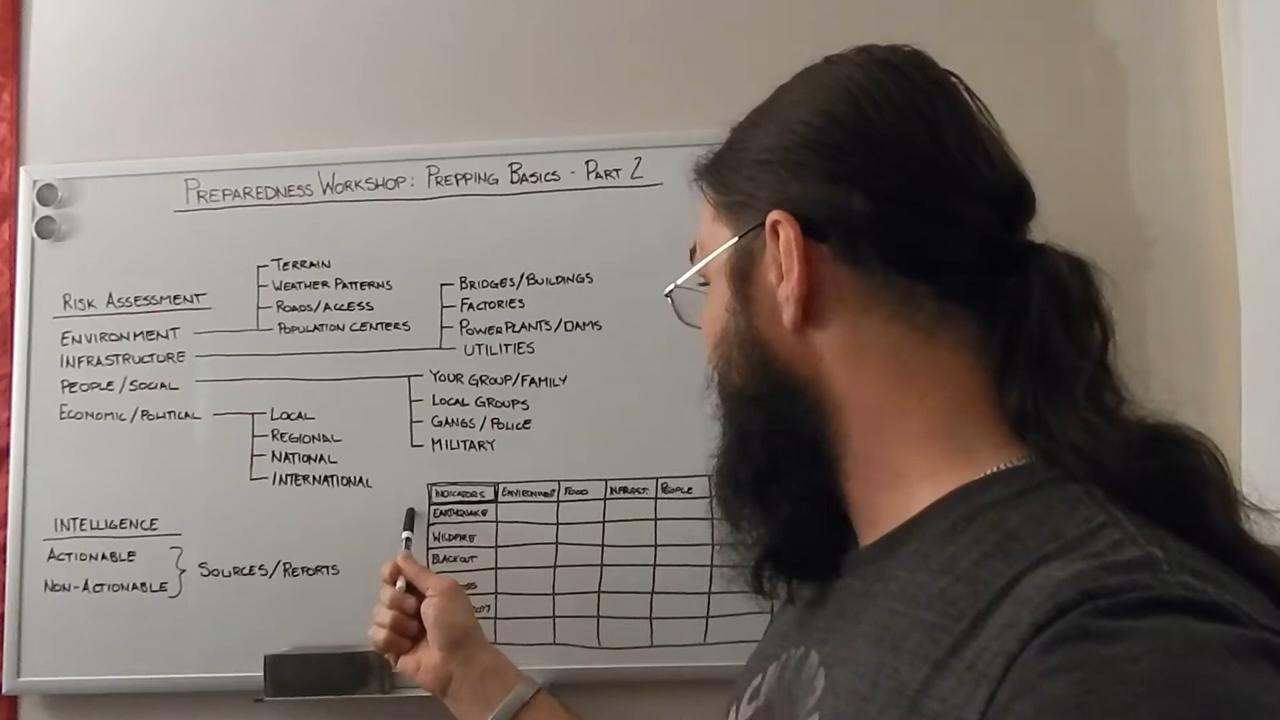 PREPAREDNESS WORKSHOP: PREPPING BASICS - PART 2
RISK ASSESSMENT
ENVIRONMENT
TERRAIN
WEATHER PATTERNS
ROADS/ACCESS
POPULATION CENTERS
INFRASTRUCTURE
BRIDGES/BUILDINGS
FACTORIES
POWERPLANTS/DAMS
UTILITIES
PEOPLE/SOCIAL
YOUR GROUP/FAMILY
LOCAL GROUPS
GANGS/POLICE
MILITARY
ECONOMIC/POLITICAL
LOCAL
REGIONAL
NATIONAL
INTERNATIONAL
INTELLIGENCE
ACTIONABLE
NON-ACTIONABLE
SOURCES/REPORTS
INDICATORS ENVIRONMENT FOOD INFRAST. PEOPLE
EARTHQUAKE
WILDFIRE
BLACKOUT